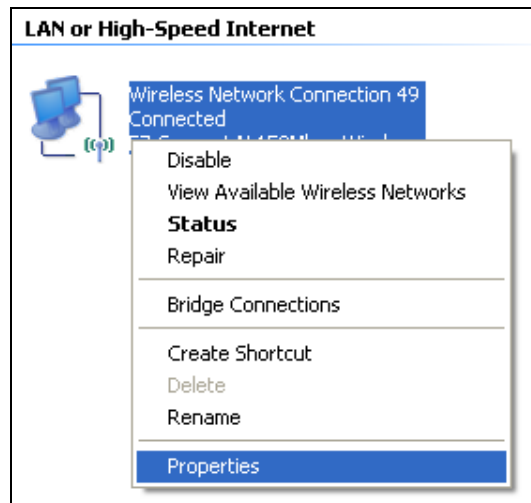 LAN or High-Speed Internet
Wireless Network Connection 49
Connected
Disable
View Available Wireless Networks
Status
Repair
Bridge Connections
Create Shortcut
Delete
Rename
Properties